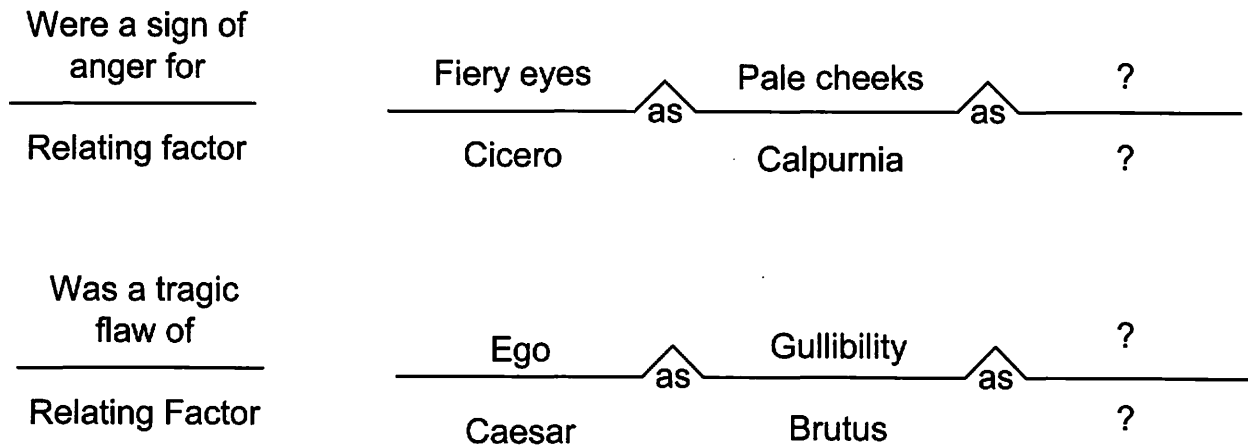 Were a sign of
anger for
Relating factor
Fiery eyes
as
Pale cheeks
as
?
Cicero
Calpurnia
?
Was a tragic
flaw of
Relating Factor
Ego
as
Gullibility
as
?
Caesar
Brutus
?